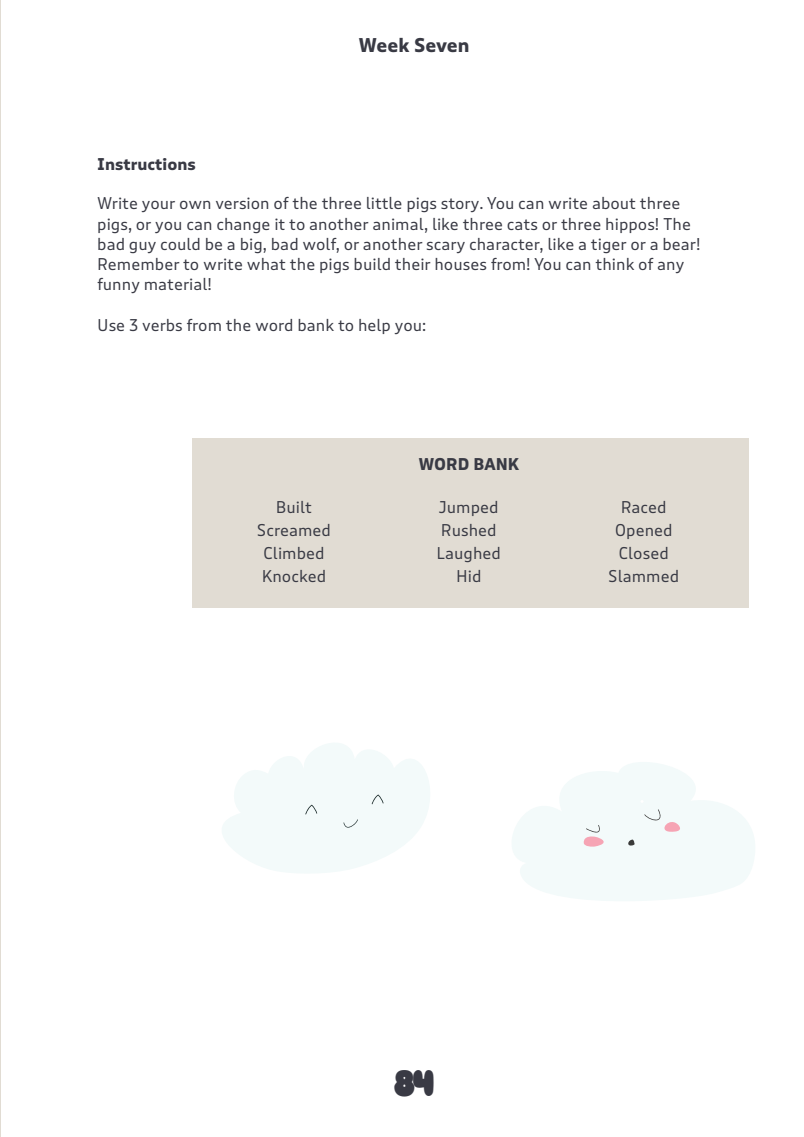 Week Seven
Instructions
Write your own version of the three little pigs story. You can write about three
pigs, or you can change it to another animal, like three cats or three hippos! The
bad guy could be a big, bad wolf, or another scary character, like a tiger or a bear!
Remember to write what the pigs build their houses from! You can think of any
funny material!
Use 3 verbs from the word bank to help you:
WORD BANK
Built Jumped Raced
Screamed Rushed Opened
Climbed Laughed Closed
Knocked Hid Slammed
84